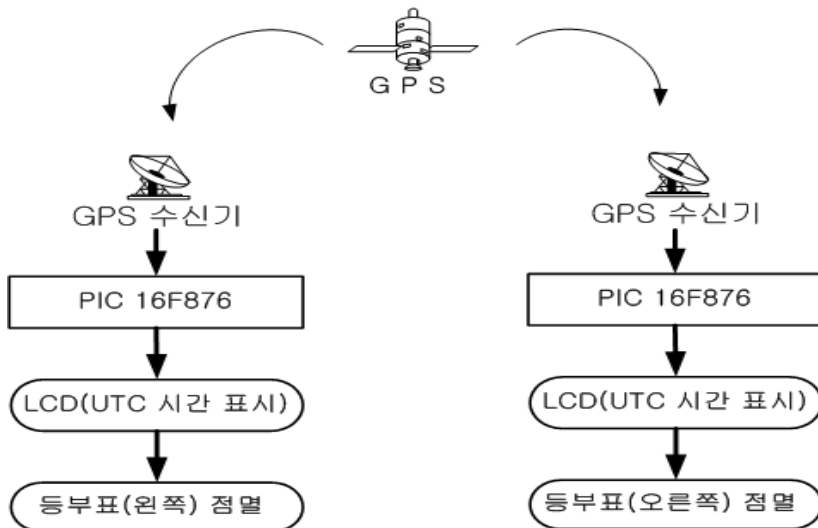 G P S
GPS 수신기
PIC 16F876
LCD(UTC 시간 표시)
등부표(왼쪽) 점멸
GPS 수신기
PIC 16F876
LCD(UTC 시간 표시)
등부표(오른쪽) 점멸